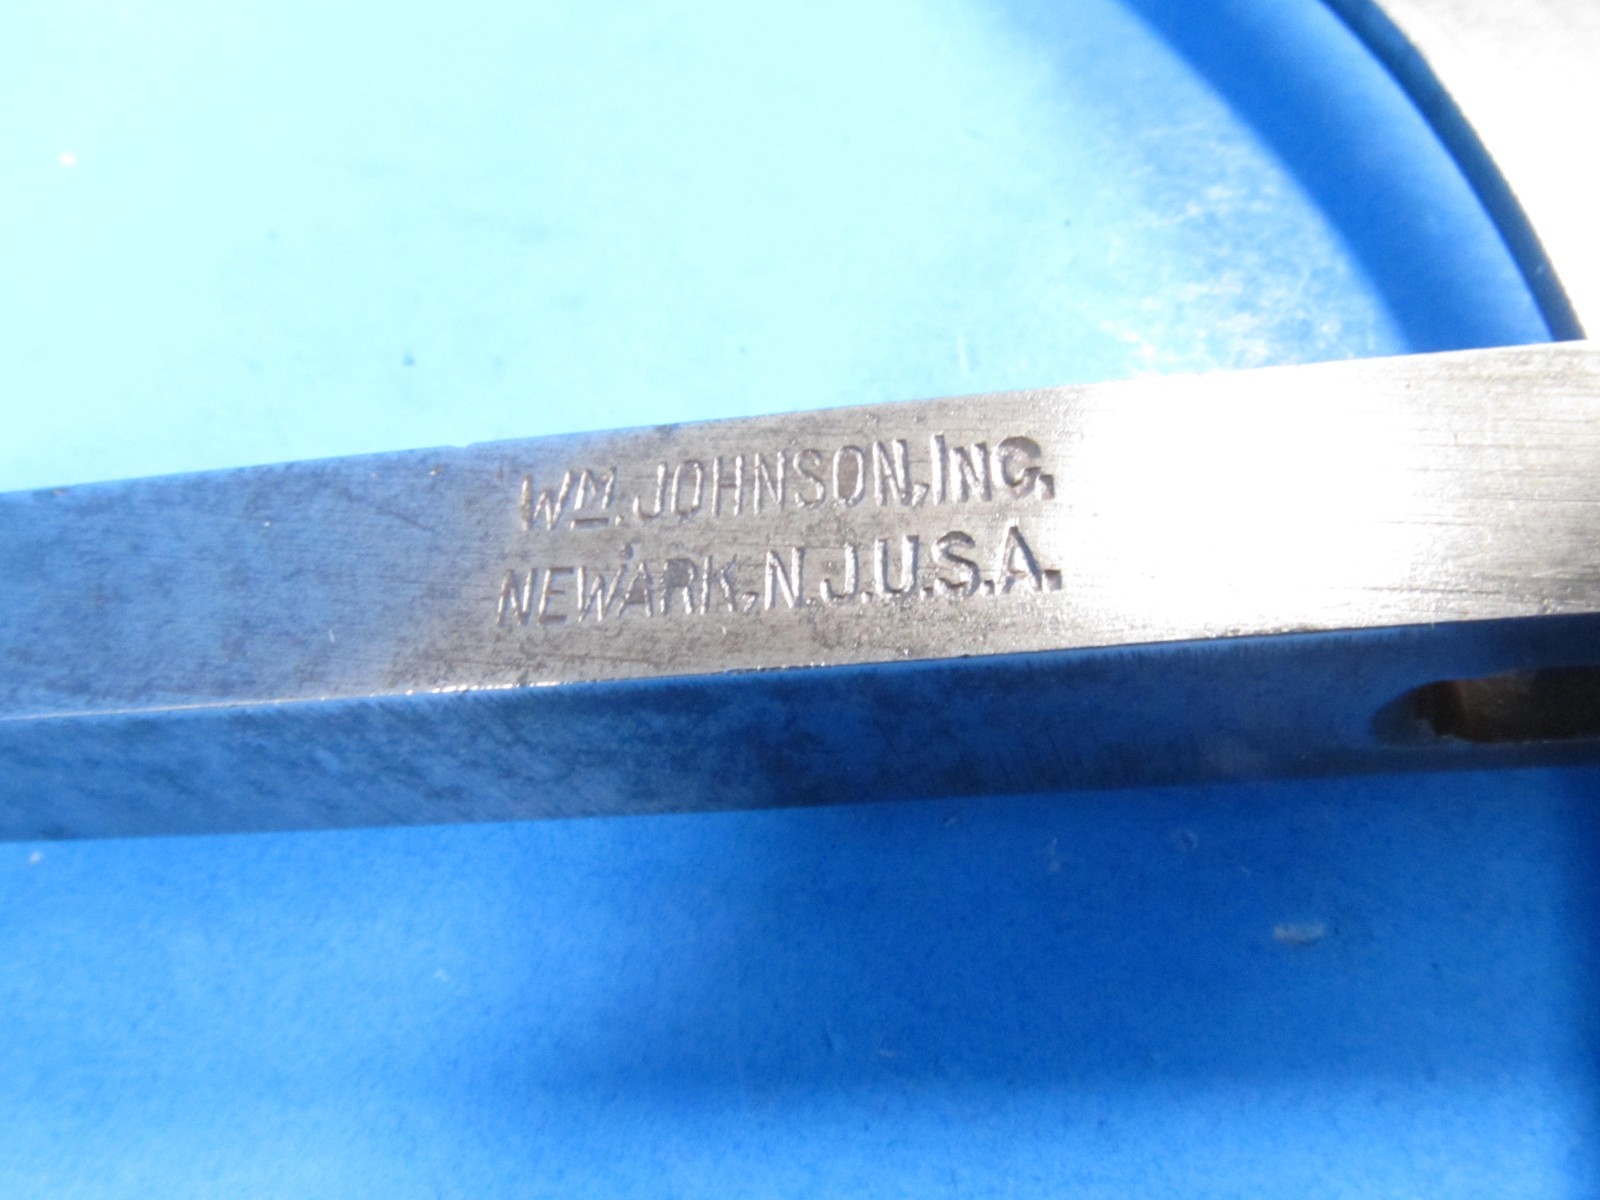 WM. JOHNSON, INC.
NEWARK, N.J.U.S.A.